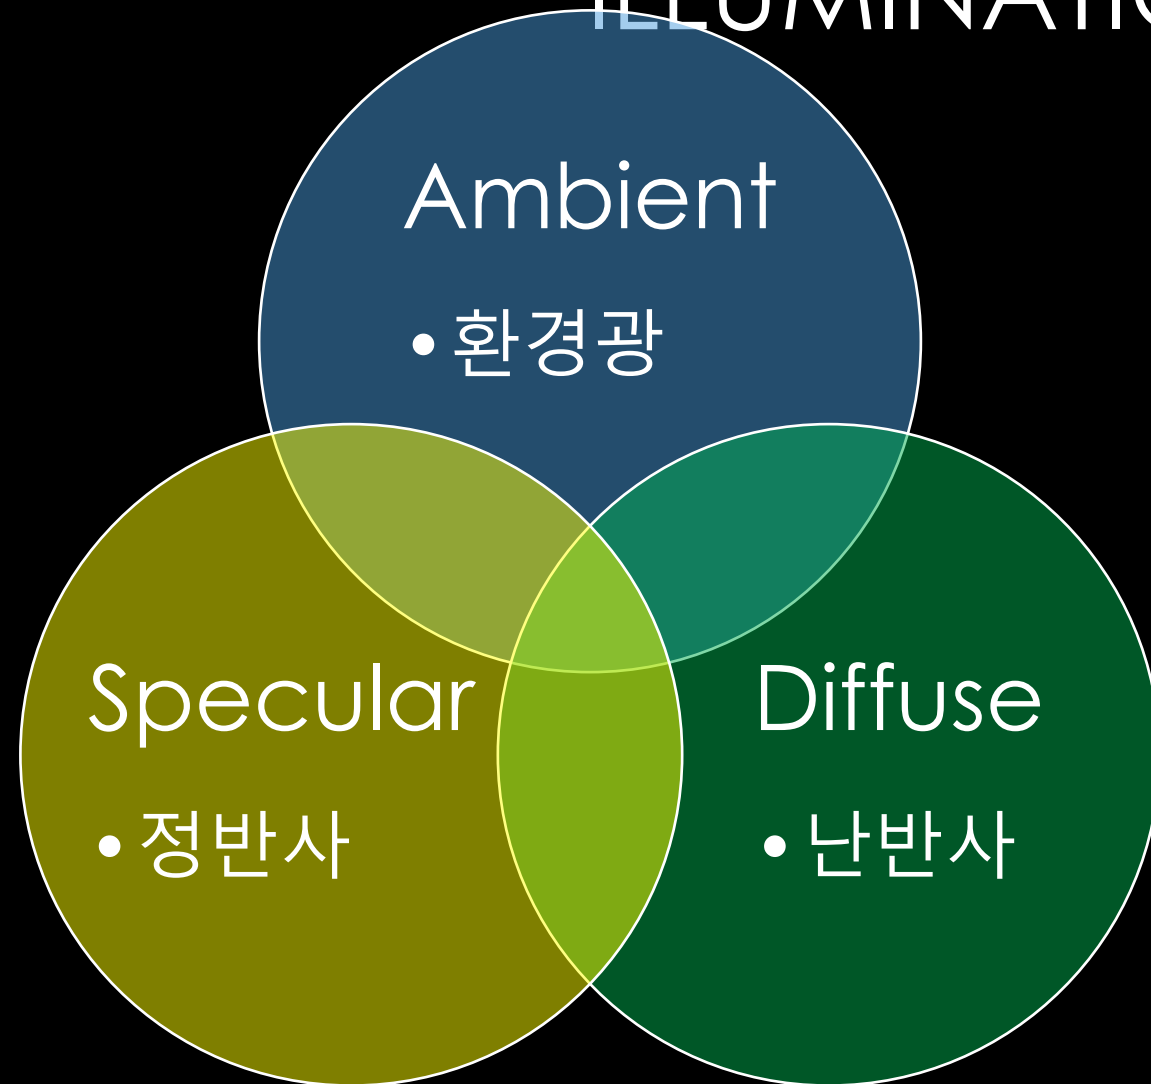 Ambient
• 환경광
Specular
• 정반사
Diffuse
• 난반사